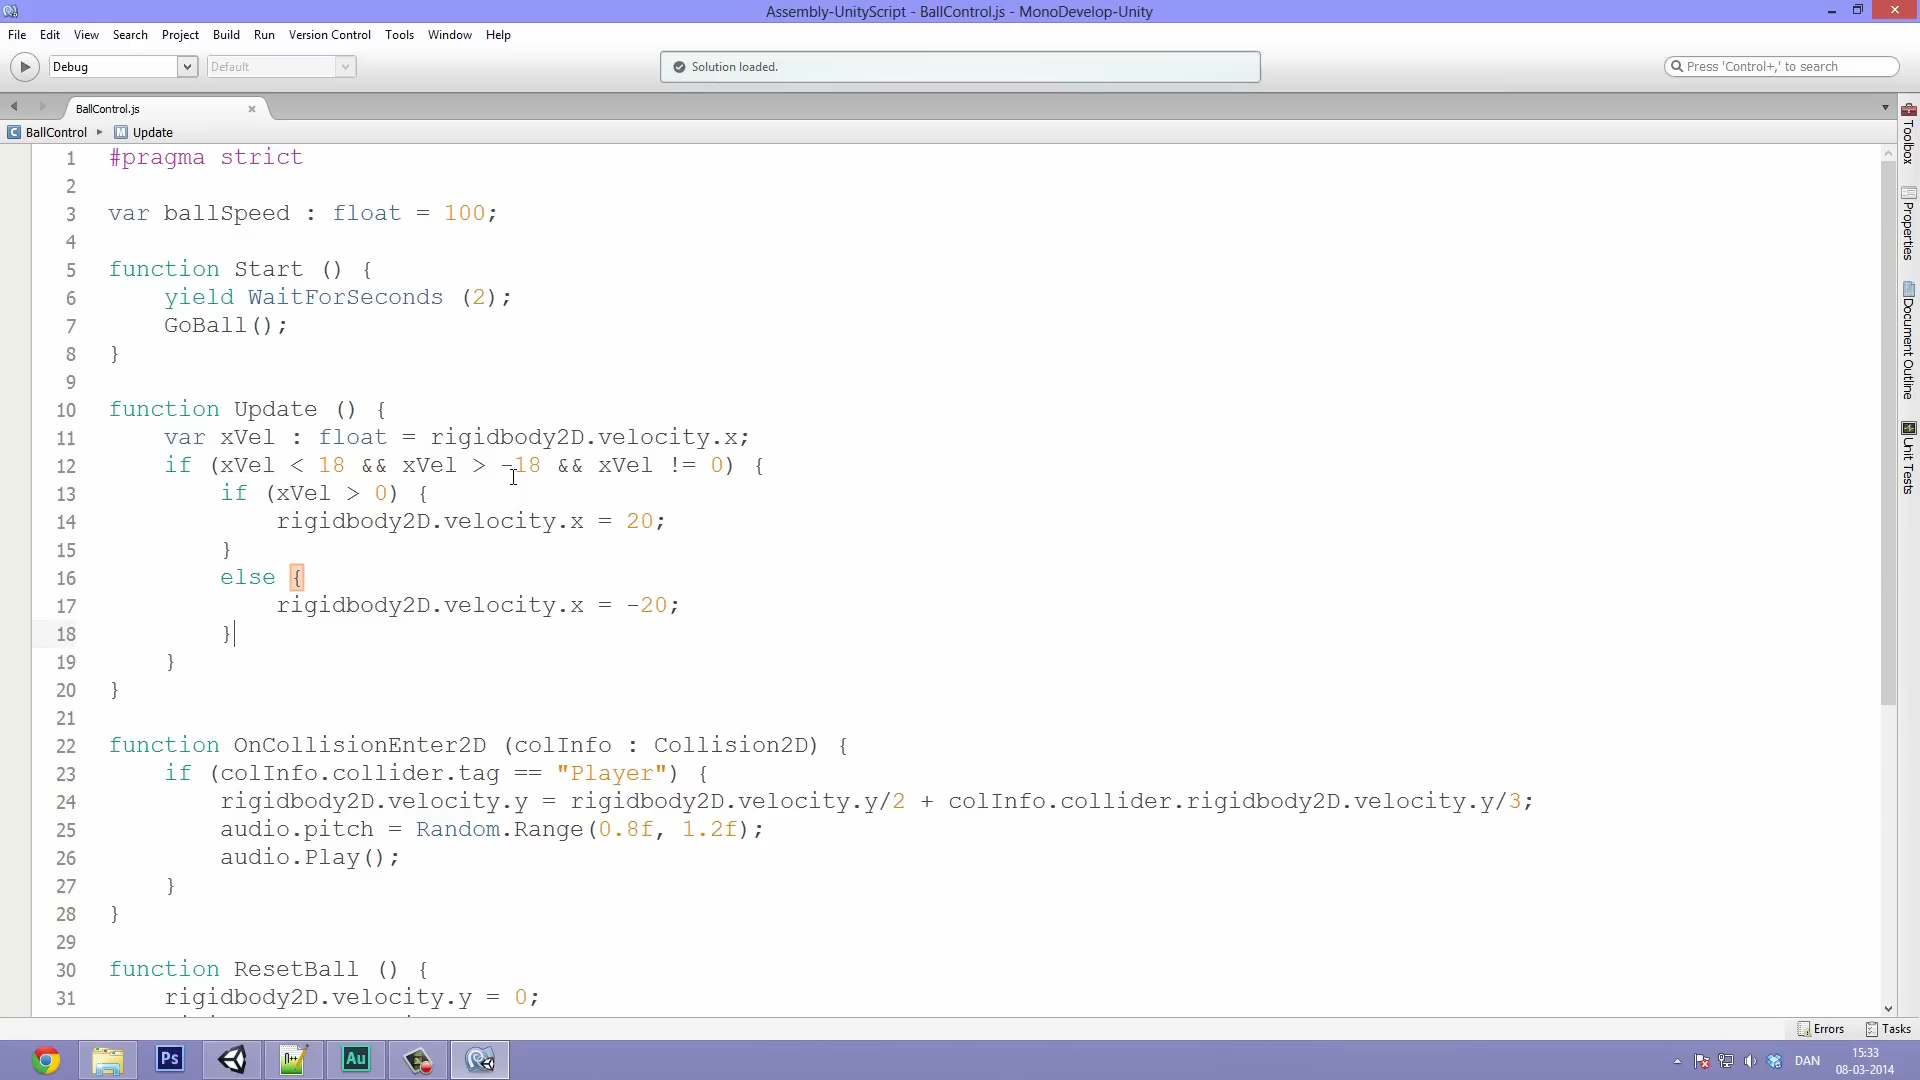 Assembly-UnityScript - BallControl.js - MonoDevelop-Unity
File Edit View Search Project Build Run Version Control Tools Window Help
Debug Default Solution loaded. Press 'Control+,' to search
BallControl.js
BallControl Update
1 #pragma strict
2
3 var ballSpeed : float = 100;
4
5 function Start () {
6 yield WaitForSeconds (2);
7 GoBall();
8 }
9
10 function Update () {
11 var xVel : float = rigidbody2D.velocity.x;
12 if (xVel < 18 && xVel > -18 && xVel != 0) {
13 if (xVel > 0) {
14 rigidbody2D.velocity.x = 20;
15 }
16 else {
17 rigidbody2D.velocity.x = -20;
18 }
19 }
20 }
21
22 function OnCollisionEnter2D (colInfo : Collision2D) {
23 if (colInfo.collider.tag == "Player") {
24 rigidbody2D.velocity.y = rigidbody2D.velocity.y/2 + colInfo.collider.rigidbody2D.velocity.y/3;
25 audio.pitch = Random.Range(0.8f, 1.2f);
26 audio.Play();
27 }
28 }
29
30 function ResetBall () {
31 rigidbody2D.velocity.y = 0;
Toolbox
Properties
Document Outline
Unit Tests
Errors Tasks
Ps Au DAN 15:33
08-03-2014